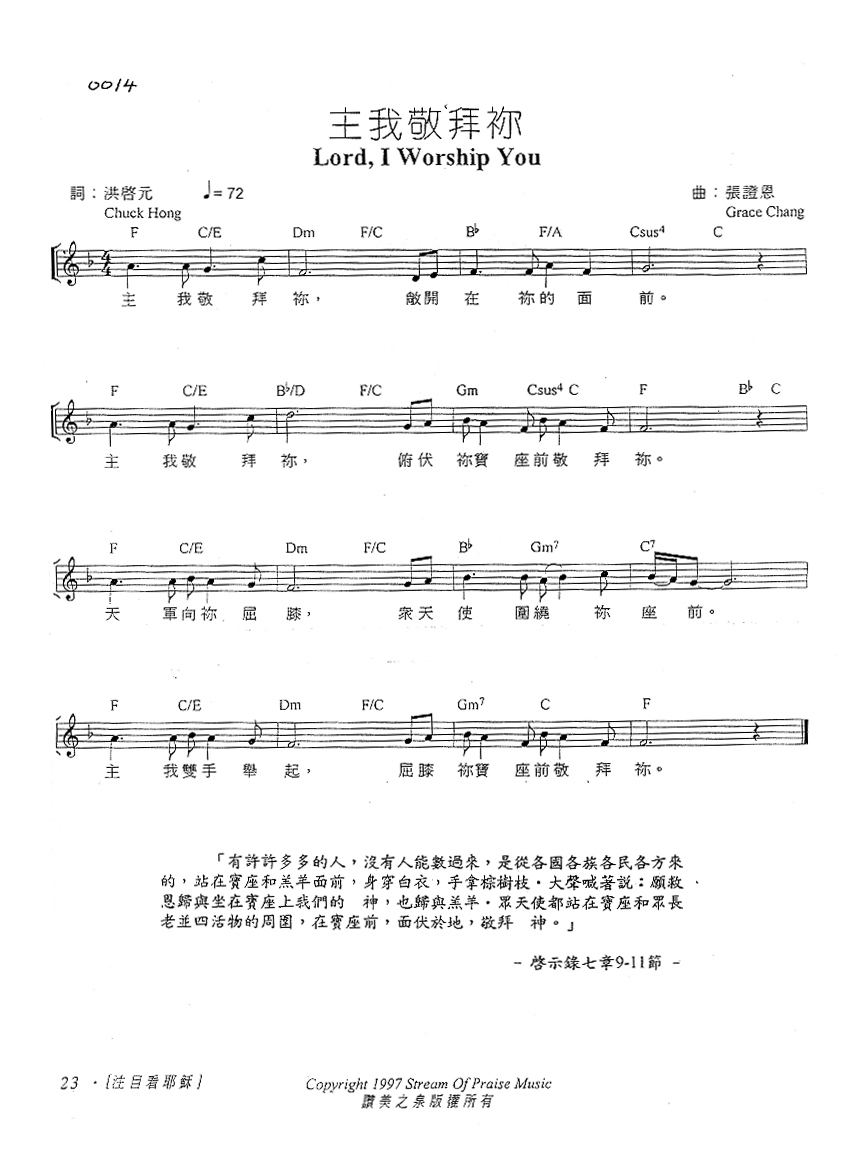 0014
主我敬拜祢
Lord, I Worship You
詞：洪啓元 ♩= 72 曲：張證恩
Chuck Hong Grace Chang
F C/E Dm F/C B♭ F/A Csus4 C
主 我敬 拜 祢， 敞開 在 祢的 面 前。
F C/E B♭/D F/C Gm Csus4 C F B♭ C
主 我敬 拜 祢， 俯伏 祢寶 座前敬 拜 祢。
F C/E Dm F/C B♭ Gm7 C7
天 軍向祢 屈 膝， 衆天 使 圍繞 祢 座 前。
F C/E Dm F/C Gm7 C F
主 我雙手 舉 起， 屈膝 祢寶 座前敬 拜 祢。
「有許許多多的人，沒有人能數過來，是從各國各族各民各方來
的，站在寶座和羔羊面前，身穿白衣，手拿棕樹枝．大聲喊著説：願救
恩歸與坐在寶座上我們的　神，也歸與羔羊．眾天使都站在寶座和眾長
老並四活物的周圍，在寶座前，面伏於地，敬拜　神。」
- 啓示錄七章9-11節 -
23 ．[注目看耶穌] Copyright 1997 Stream Of Praise Music
讚美之泉版權所有